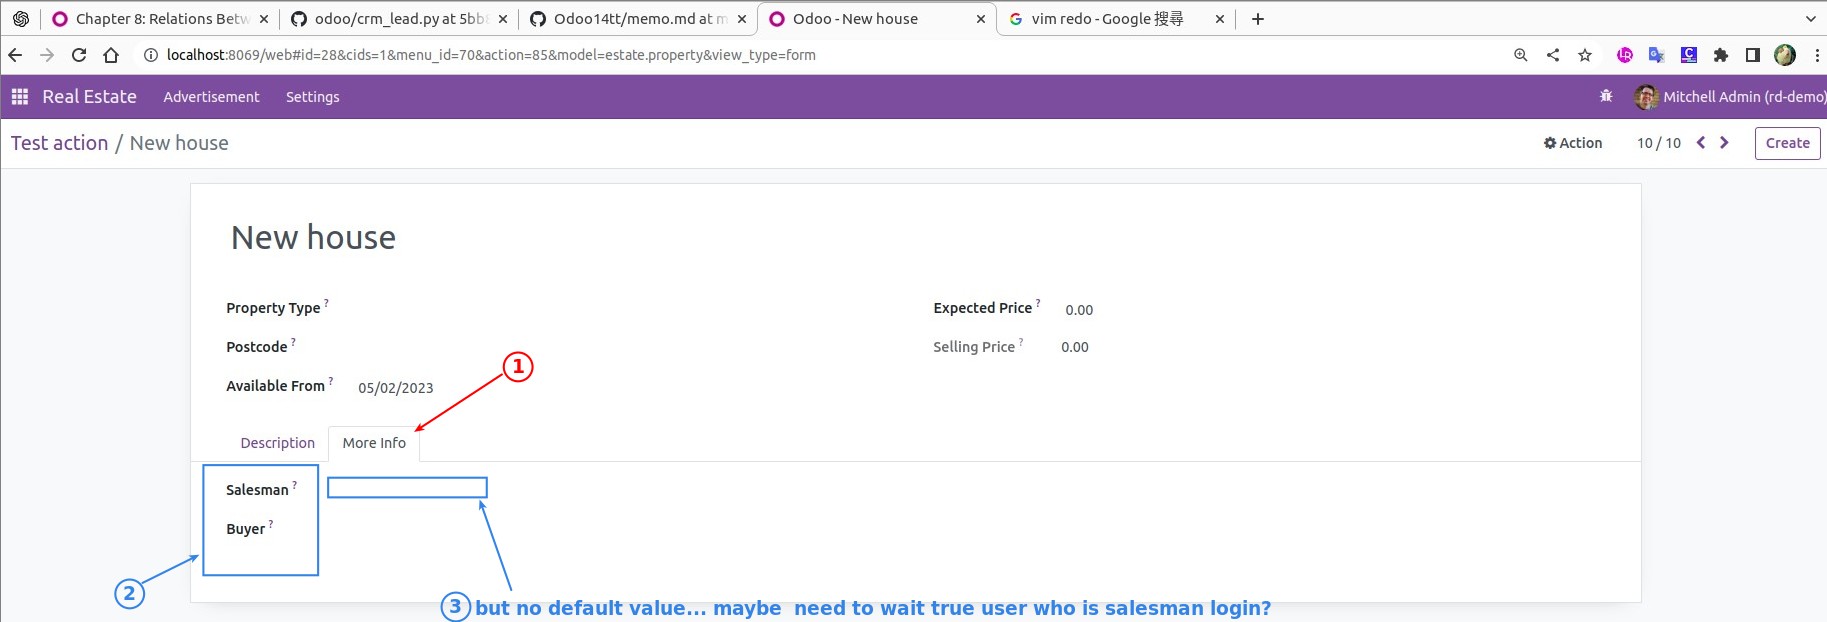 Chapter 8: Relations Betw
odoo/crm_lead.py at 5bb
Odoo14tt/memo.md at m
Odoo - New house
vim redo - Google 搜尋
localhost:8069/web#id=28&cids=1&menu_id=70&action=85&model=estate.property&view_type=form
Real Estate
Advertisement
Settings
Mitchell Admin (rd-demo)
Test action / New house
Action
10 / 10
Create
New house
Property Type ?
Expected Price ?
0.00
Postcode ?
Selling Price ?
0.00
Available From ?
05/02/2023
1
Description
More Info
Salesman ?
Buyer ?
2
3 but no default value... maybe need to wait true user who is salesman login?